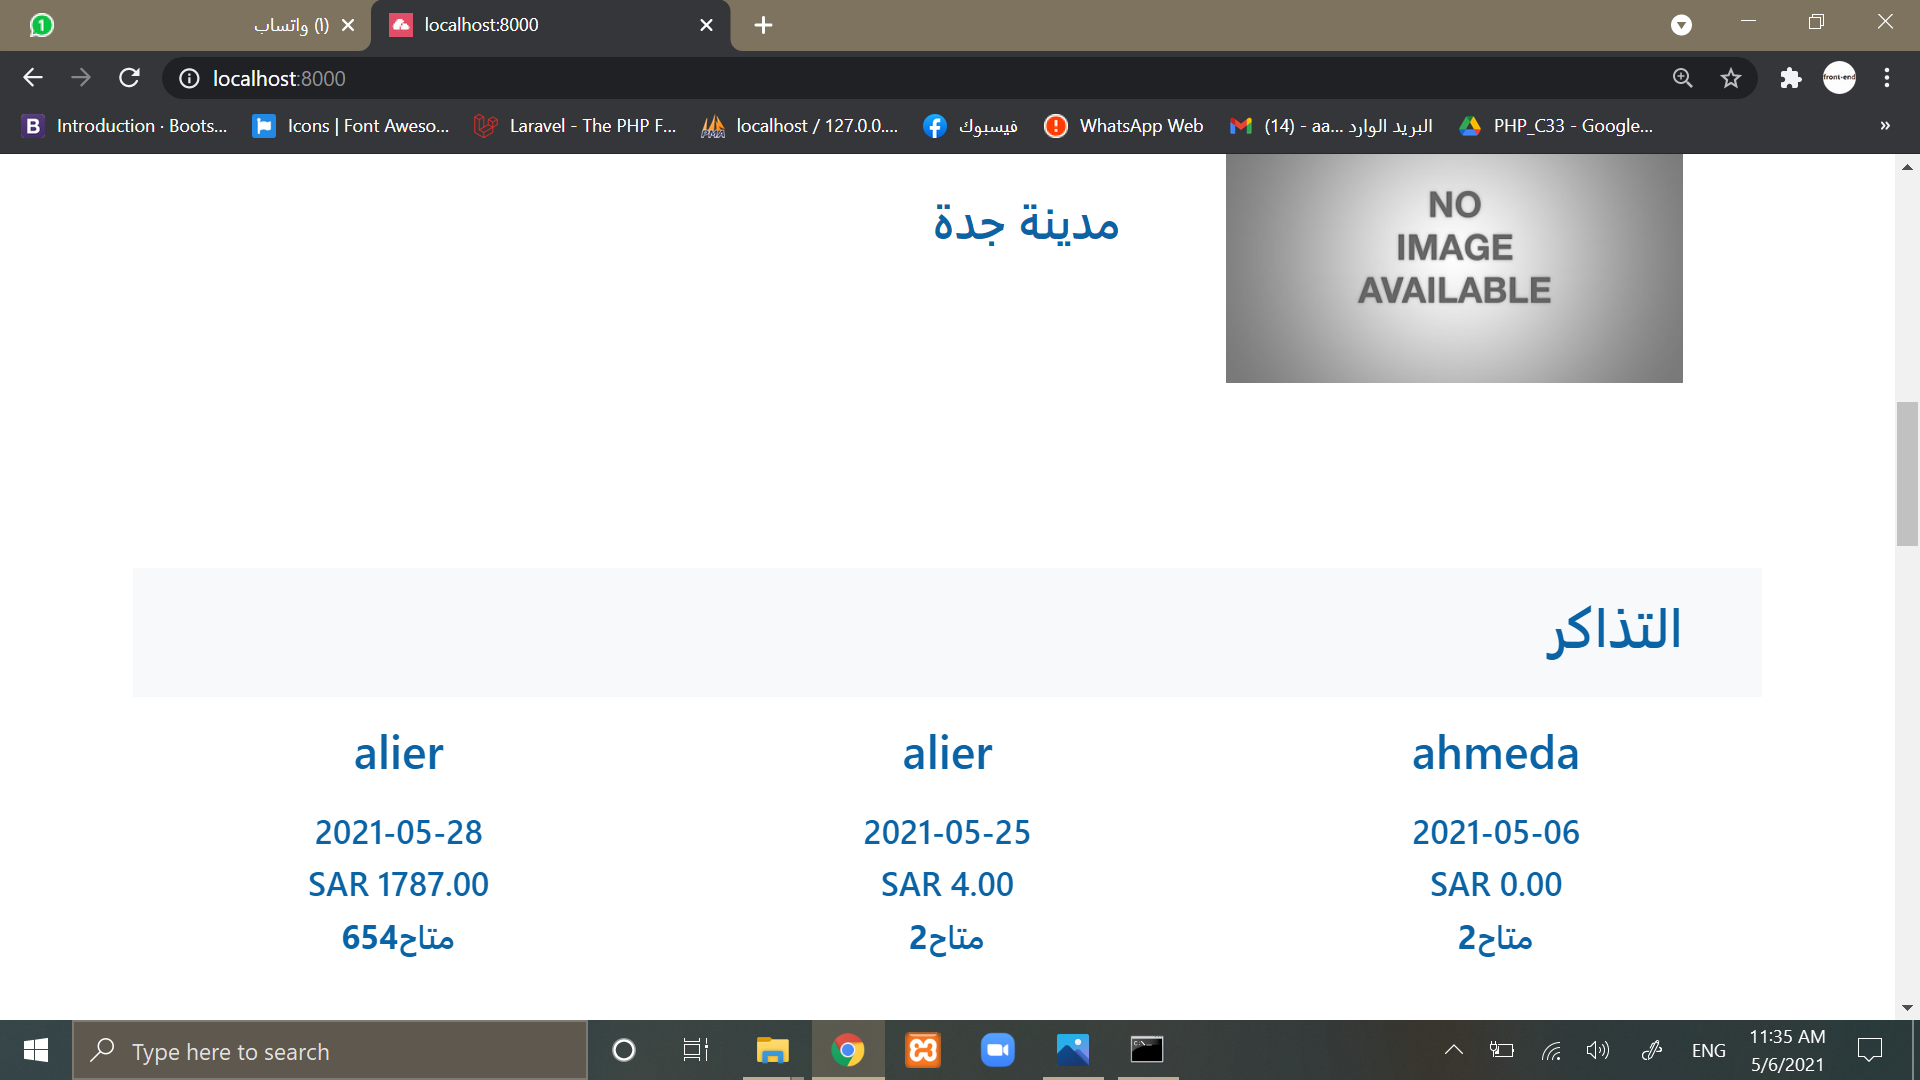 (1) واتساب
localhost:8000
localhost:8000
front-end
Introduction · Boots...
Icons | Font Aweso...
Laravel - The PHP F...
localhost / 127.0.0....
فيسبوك
WhatsApp Web
البريد الوارد (14) - aa...
PHP_C33 - Google...
»
NO
IMAGE
AVAILABLE
مدينة جدة
التذاكر
ahmeda
2021-05-06
SAR 0.00
متاح2
alier
2021-05-25
SAR 4.00
متاح2
alier
2021-05-28
SAR 1787.00
متاح654
Type here to search
ENG
11:35 AM
5/6/2021